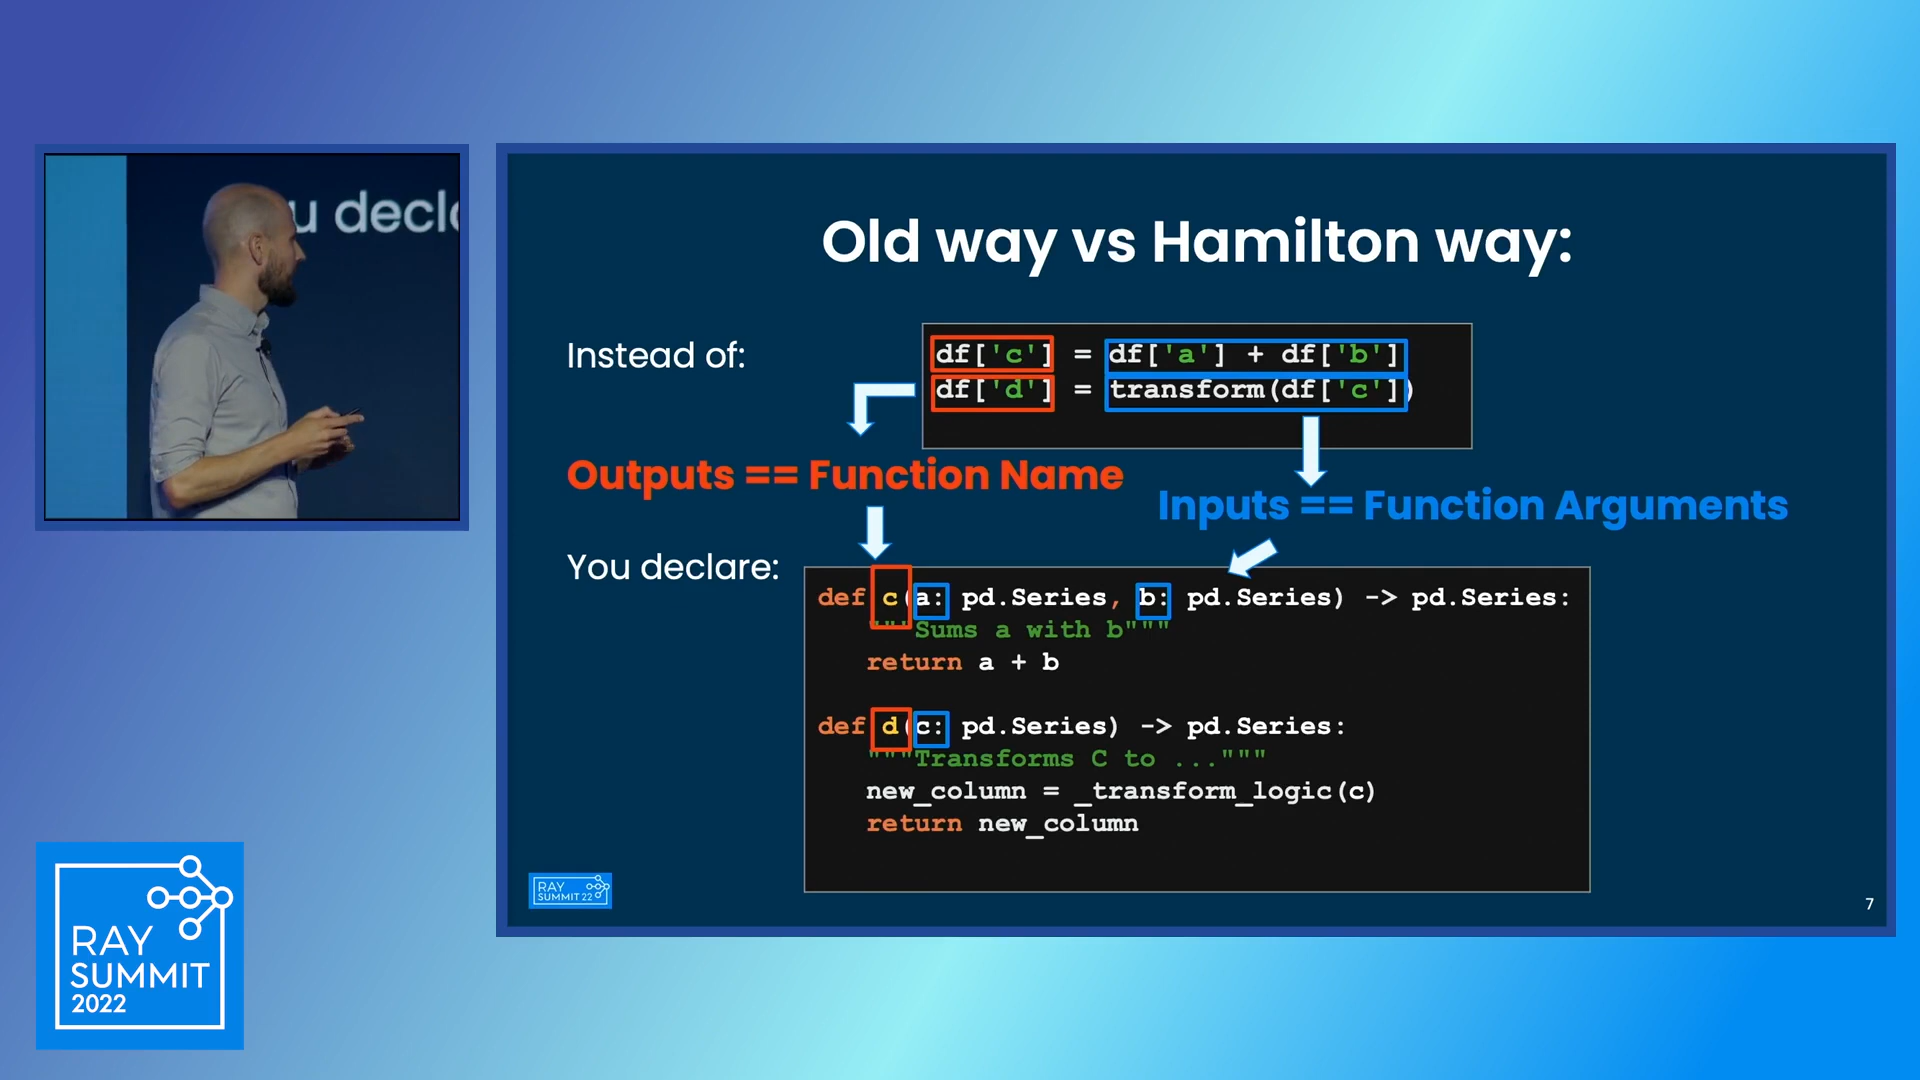 u decl
Old way vs Hamilton way:
Instead of:
df['c'] = df['a'] + df['b']
df['d'] = transform(df['c'])
Outputs == Function Name
Inputs == Function Arguments
You declare:
def c(a: pd.Series, b: pd.Series) -> pd.Series:
"""Sums a with b"""
return a + b
def d(c: pd.Series) -> pd.Series:
"""Transforms C to ..."""
new_column = _transform_logic(c)
return new_column
RAY
SUMMIT 22
7
RAY
SUMMIT
2022